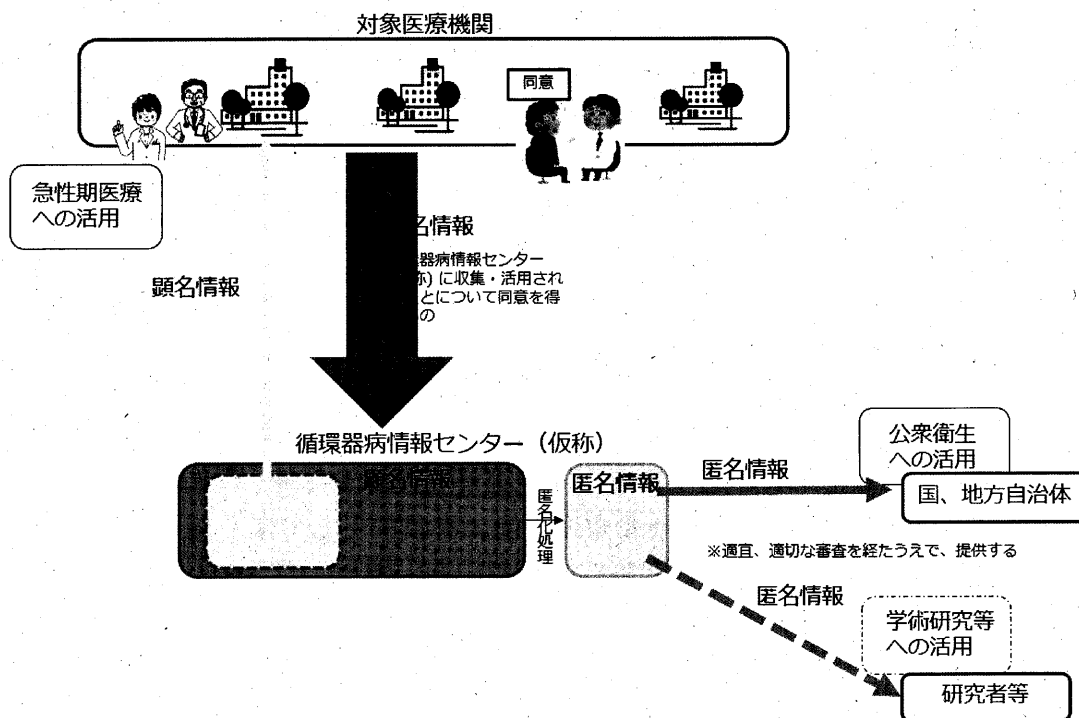 対象医療機関
同意
急性期医療
への活用
名情報
器病情報センター
に収集・活用され
とについて同意を得
の
顕名情報
循環器病情報センター（仮称）
匿名化処理
匿名情報
匿名情報
公衆衛生
への活用
国、地方自治体
※適宜、適切な審査を経たうえで、提供する
匿名情報
学術研究等
への活用
研究者等